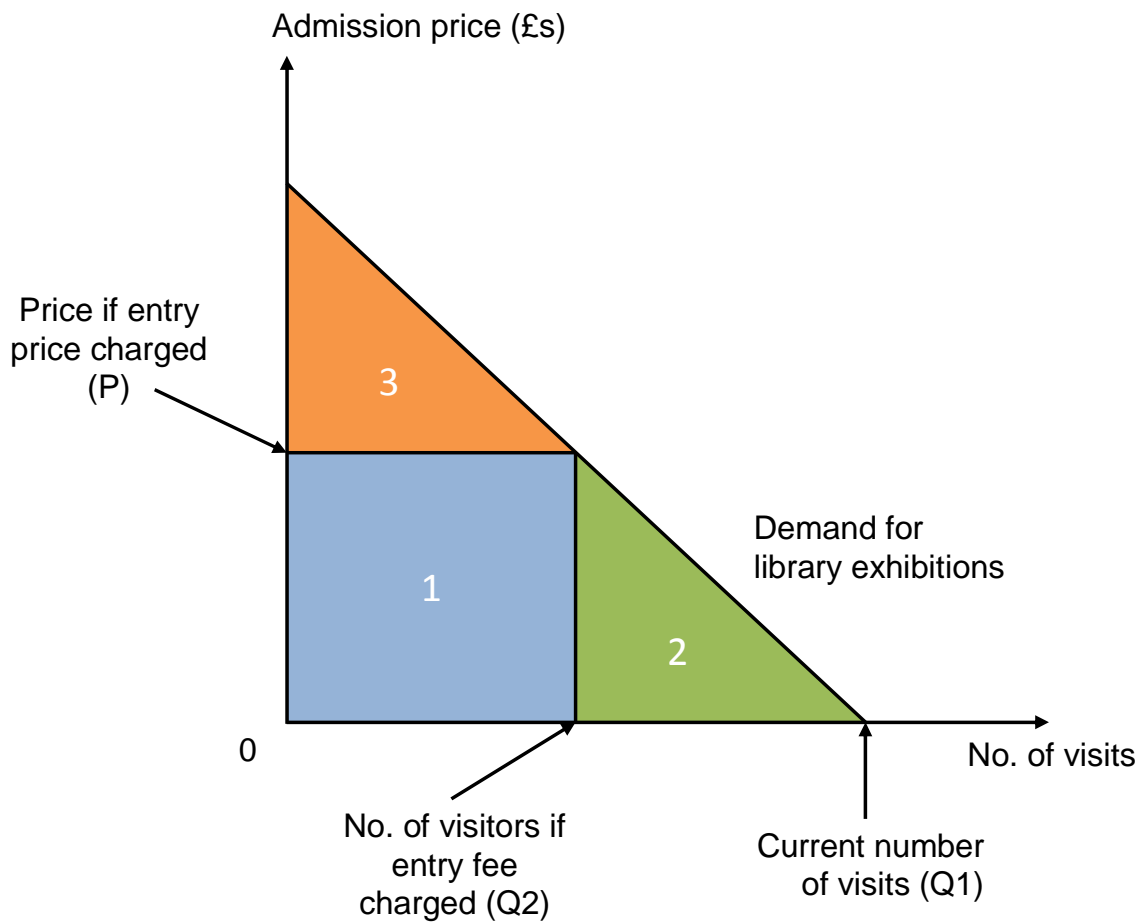 Admission price (£s)
Price if entry
price charged
(P)
3
1
2
Demand for
library exhibitions
0
No. of visits
No. of visitors if
entry fee
charged (Q2)
Current number
of visits (Q1)